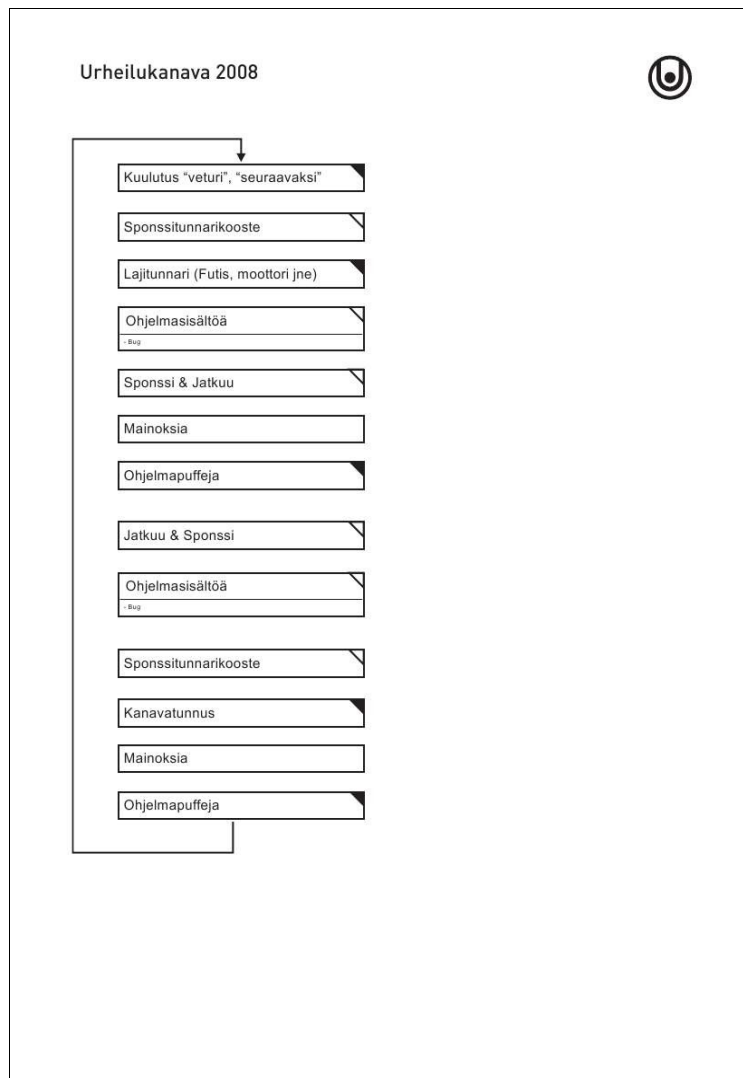 Urheilukanava 2008
Kuulutus “veturi”, “seuraavaksi”
Sponssitunnarikooste
Lajitunnari (Futis, moottori jne)
Ohjelmasisältöä
- Bug
Sponssi & Jatkuu
Mainoksia
Ohjelmapuffeja
Jatkuu & Sponssi
Ohjelmasisältöä
- Bug
Sponssitunnarikooste
Kanavatunnus
Mainoksia
Ohjelmapuffeja